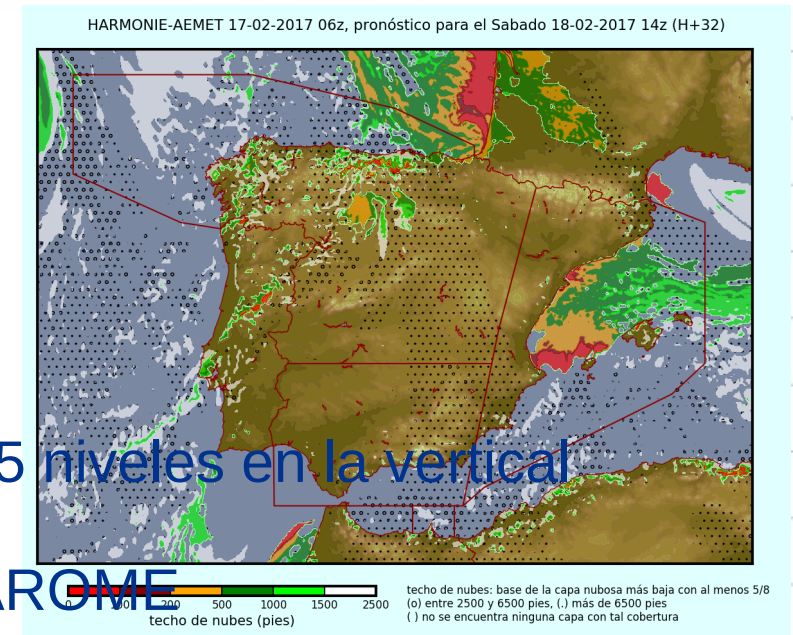 HARMONIE-AEMET 17-02-2017 06z, pronóstico para el Sabado 18-02-2017 14z (H+32)
5 niveles en la vertical
AROME
0 200 500 1000 1500 2500
techo de nubes (pies)
techo de nubes: base de la capa nubosa más baja con al menos 5/8
(o) entre 2500 y 6500 pies, (.) más de 6500 pies
( ) no se encuentra ninguna capa con tal cobertura